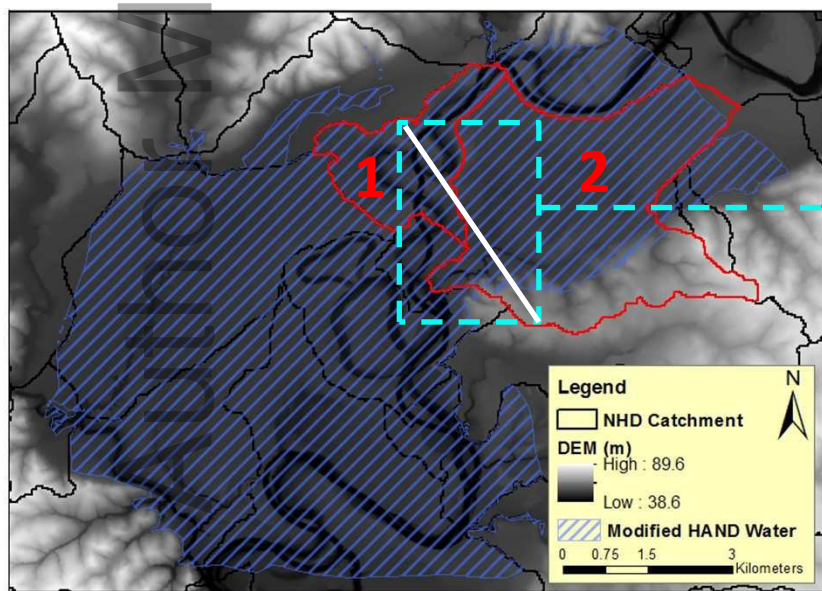 Author M
1
2
Legend
N
NHD Catchment
DEM (m)
High : 89.6
Low : 38.6
Modified HAND Water
0 0.75 1.5 3
Kilometers